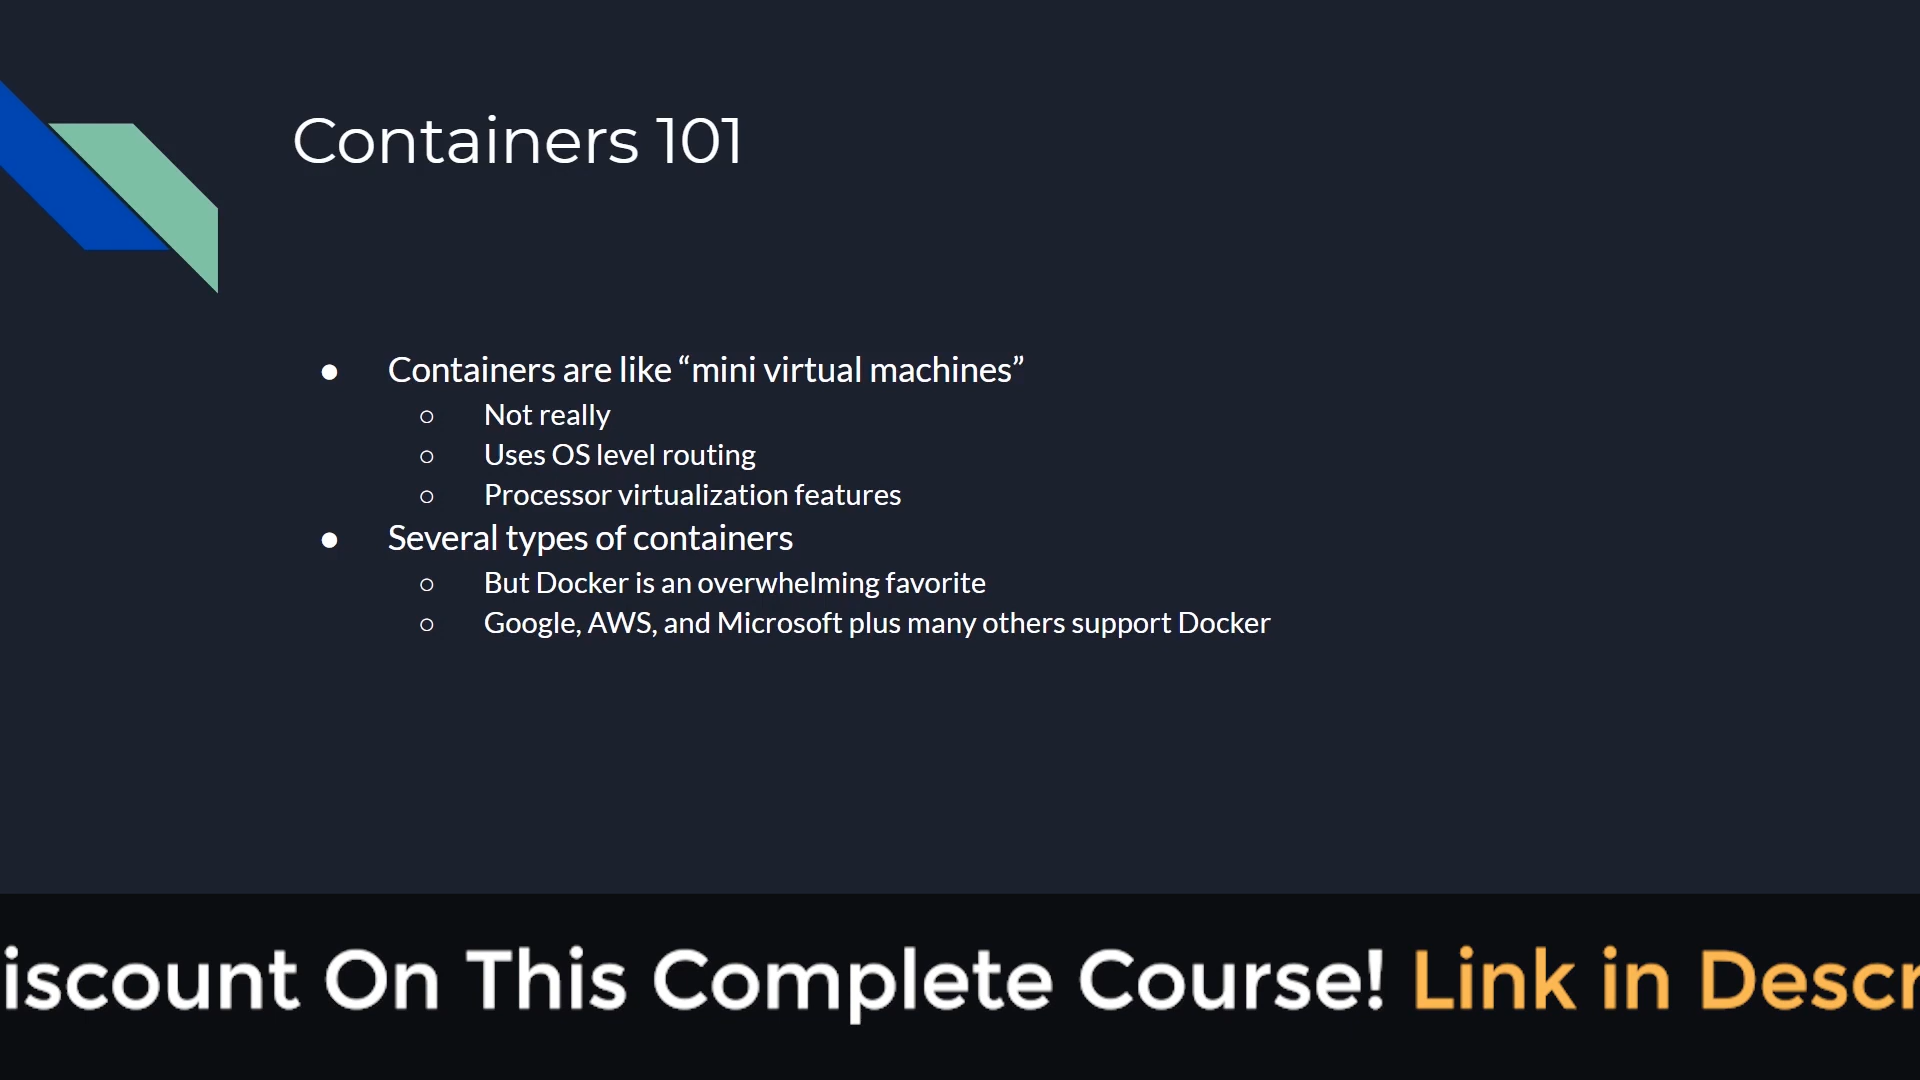 Containers 101
● Containers are like “mini virtual machines”
○ Not really
○ Uses OS level routing
○ Processor virtualization features
● Several types of containers
○ But Docker is an overwhelming favorite
○ Google, AWS, and Microsoft plus many others support Docker
iscount On This Complete Course! Link in Descr